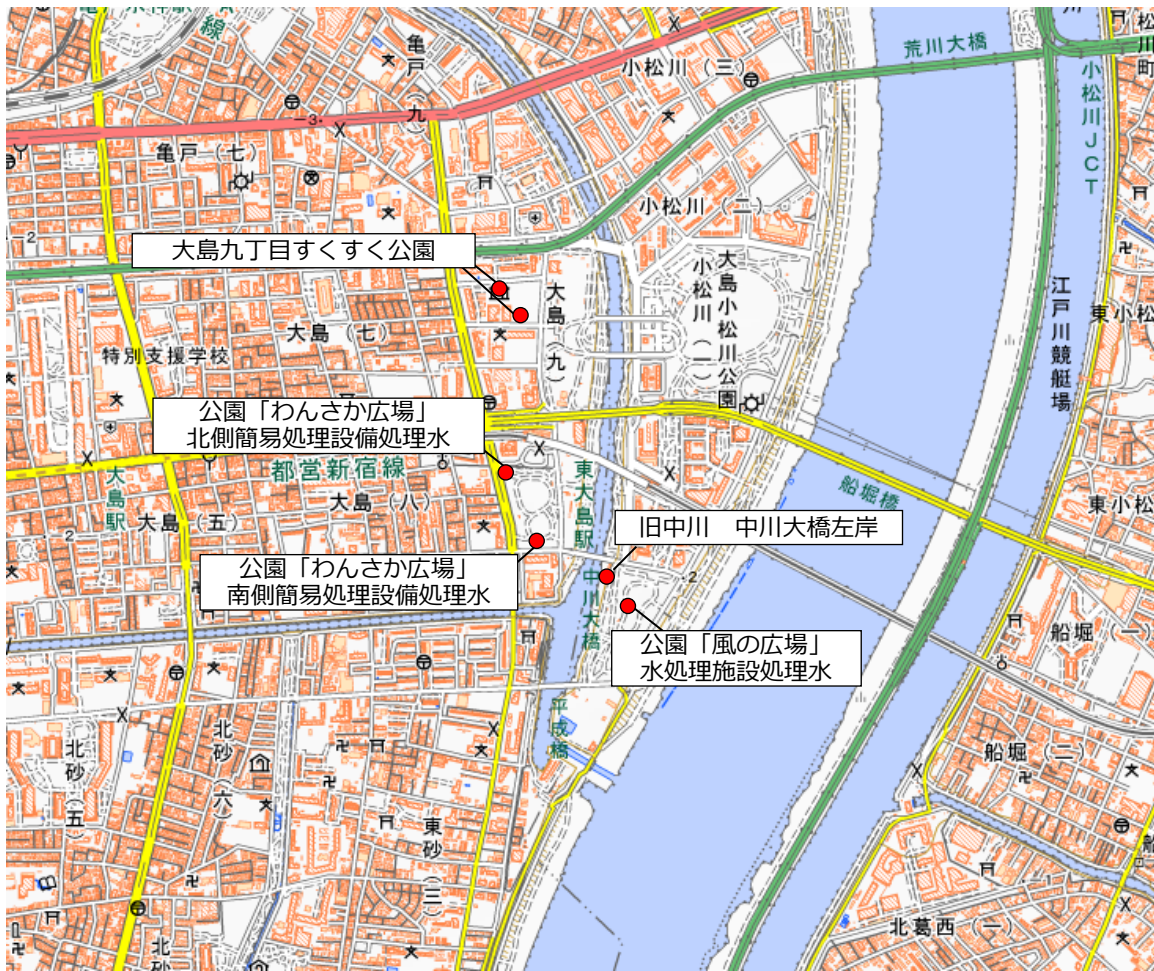 亀戸（九）
小松川（三）
荒川大橋
小松川JCT
3
亀戸（七）
小松川（二）
-2
大島九丁目すくすく公園
大島（九）
小松川（一）
大島小松川公園
江戸川競艇場
東小松
大島（七）
特別支援学校
公園「わんさか広場」
北側簡易処理設備処理水
都営新宿線
大島駅
大島（八）
大島（五）
東大島駅
船堀橋
東小松
旧中川　中川大橋左岸
・2
公園「わんさか広場」
南側簡易処理設備処理水
中川大橋
・2
公園「風の広場」
水処理施設処理水
船堀（一）
平成橋
北砂（五）
北砂（六）
船堀（二）
東砂（三）
-1
北葛西（一）
北砂